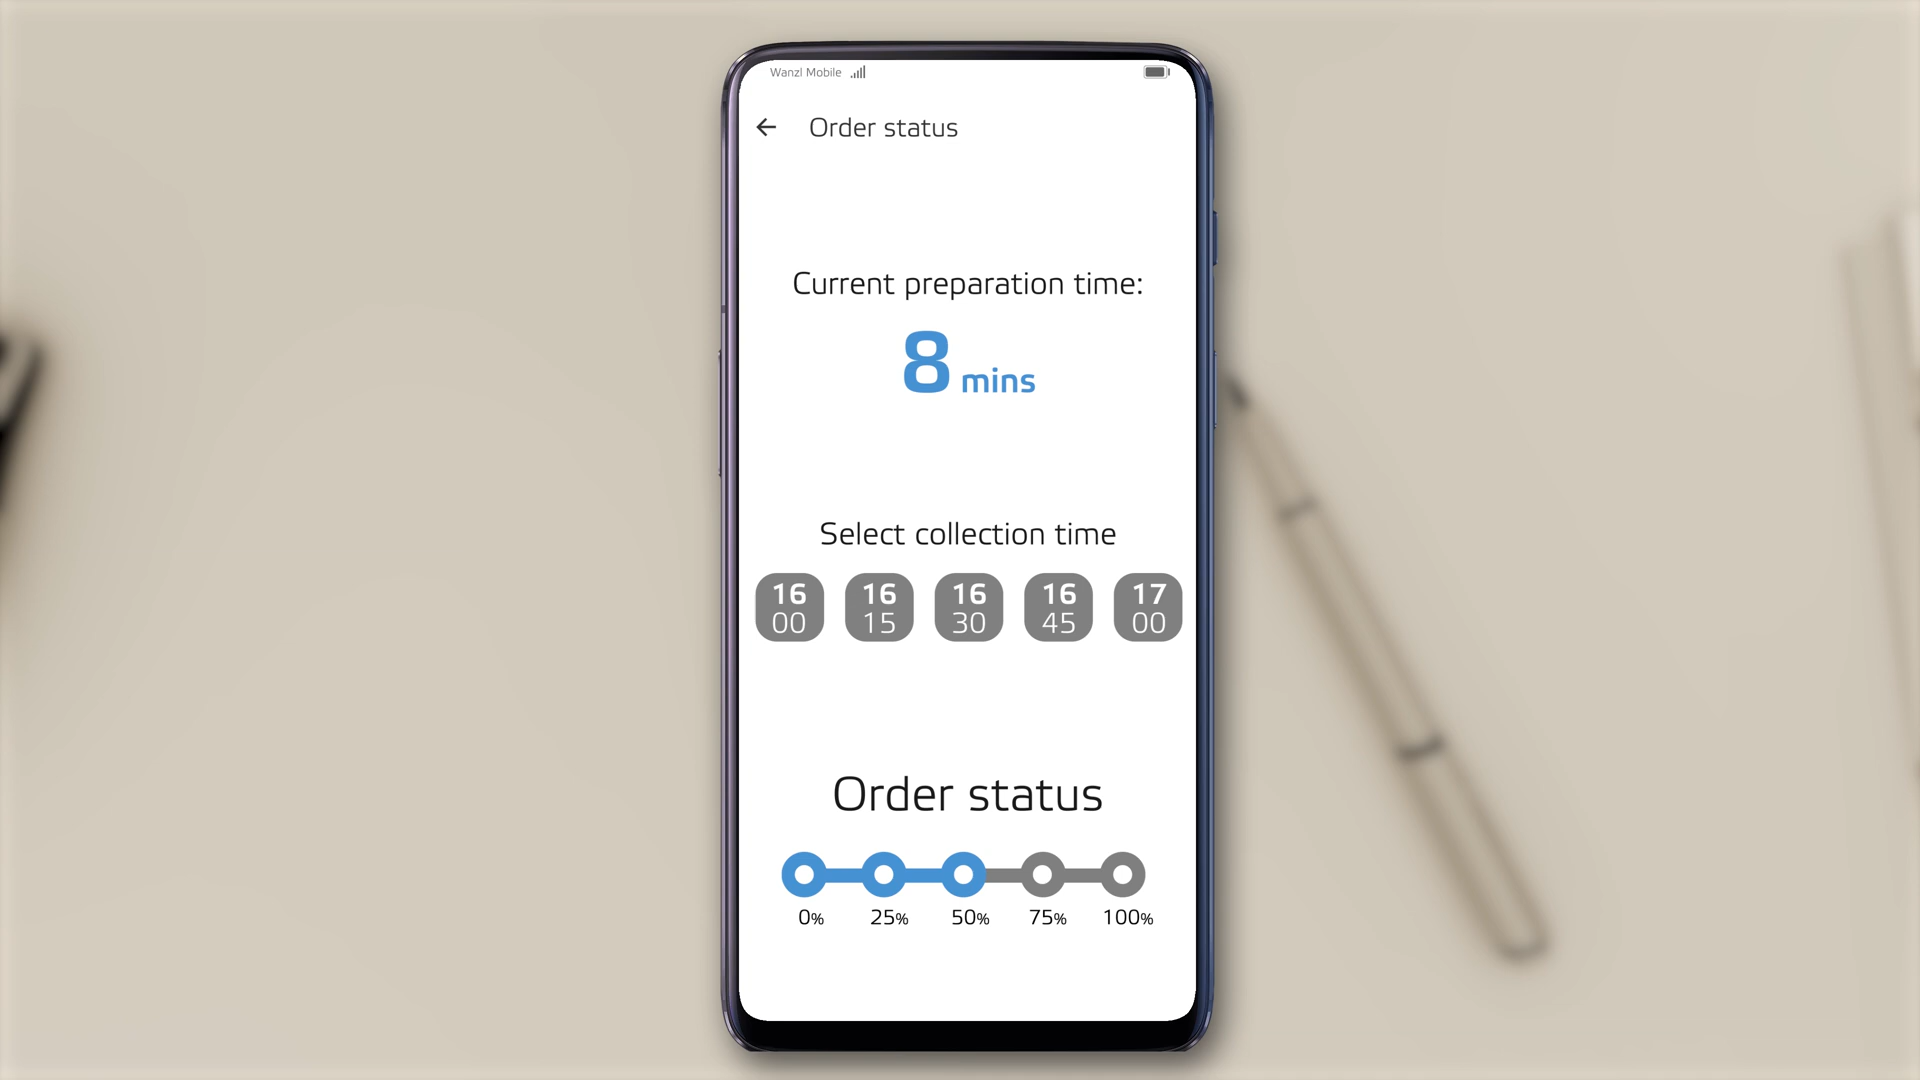 Wanzl Mobile
Order status
Current preparation time:
8 mins
Select collection time
16 16 16 16 17
00 15 30 45 00
Order status
0% 25% 50% 75% 100%